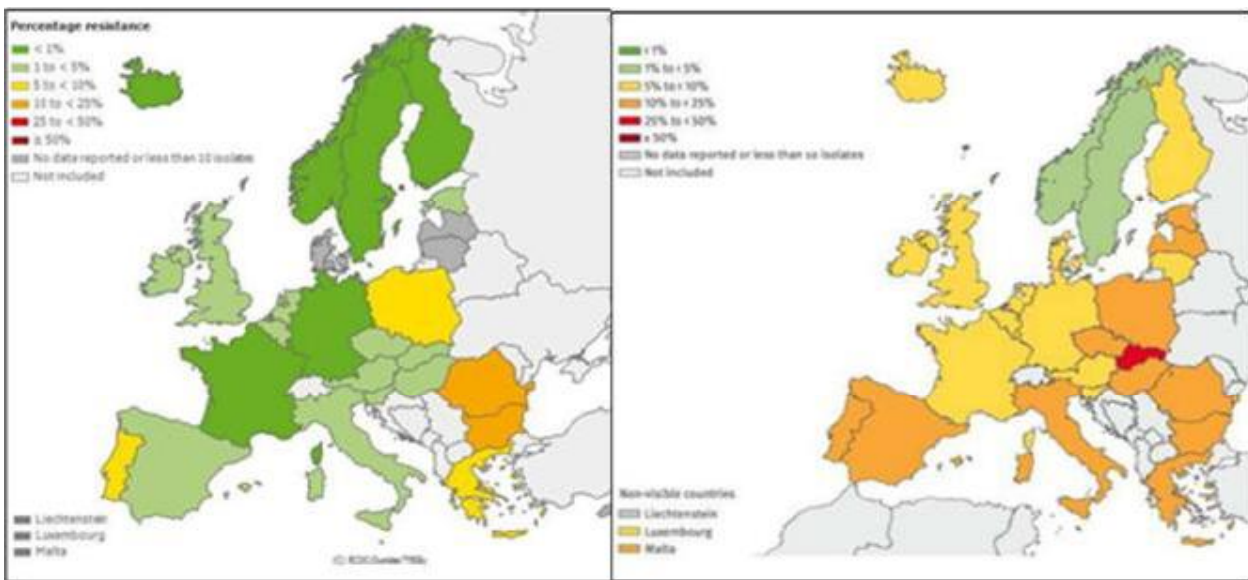 Percentage resistance
< 1%
1 to < 5%
5 to < 10%
10 to < 25%
25 to < 50%
≥ 50%
No data reported or less than 10 isolates
Not included
Liechtenstein
Luxembourg
Malta
(C)
< 1%
1% to < 5%
5% to < 10%
10% to < 25%
25% to < 50%
≥ 50%
No data reported or less than 10 isolates
Not included
Non-visible countries
Liechtenstein
Luxembourg
Malta